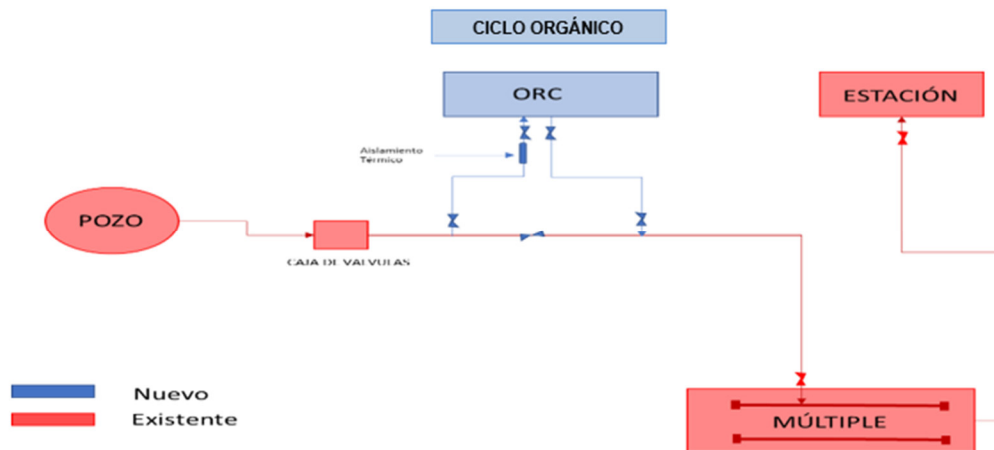 CICLO ORGÁNICO
ORC
ESTACIÓN
Aislamiento
Térmico
POZO
CAJA DE VALVULAS
Nuevo
Existente
MÚLTIPLE